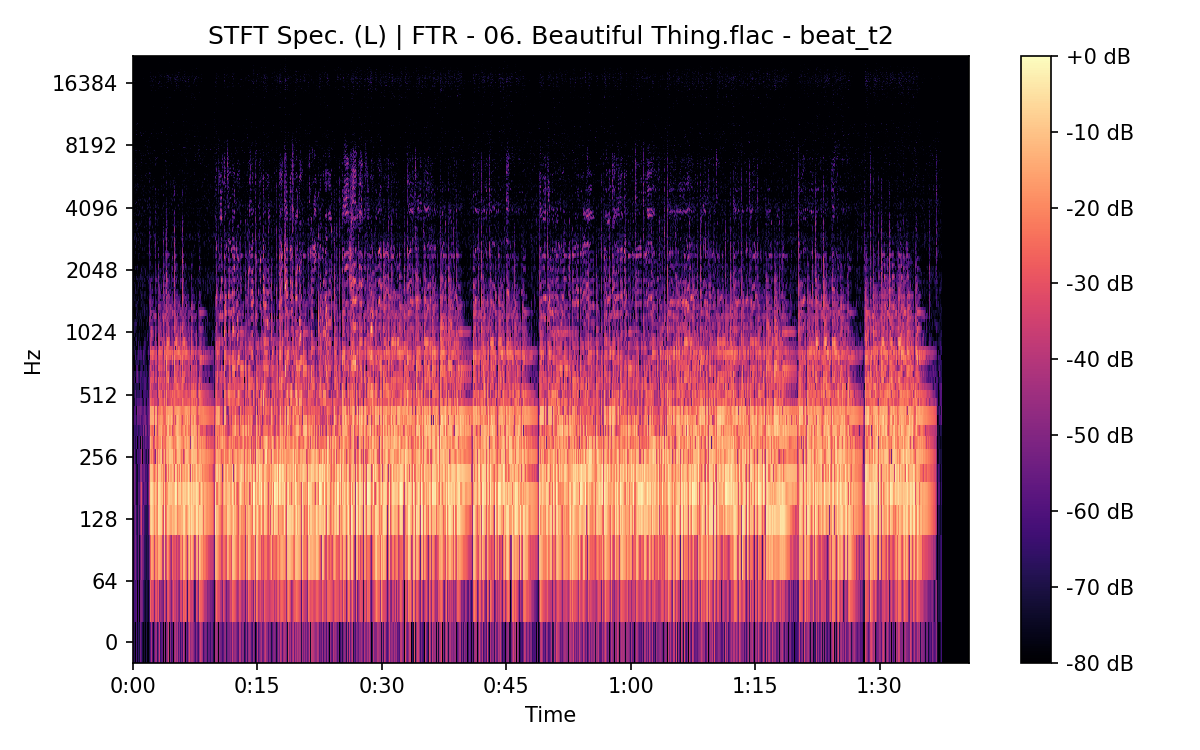 STFT Spec. (L) | FTR - 06. Beautiful Thing.flac - beat_t2
Hz
16384
8192
4096
2048
1024
512
256
128
64
0
0:00 0:15 0:30 0:45 1:00 1:15 1:30
Time
+0 dB
-10 dB
-20 dB
-30 dB
-40 dB
-50 dB
-60 dB
-70 dB
-80 dB